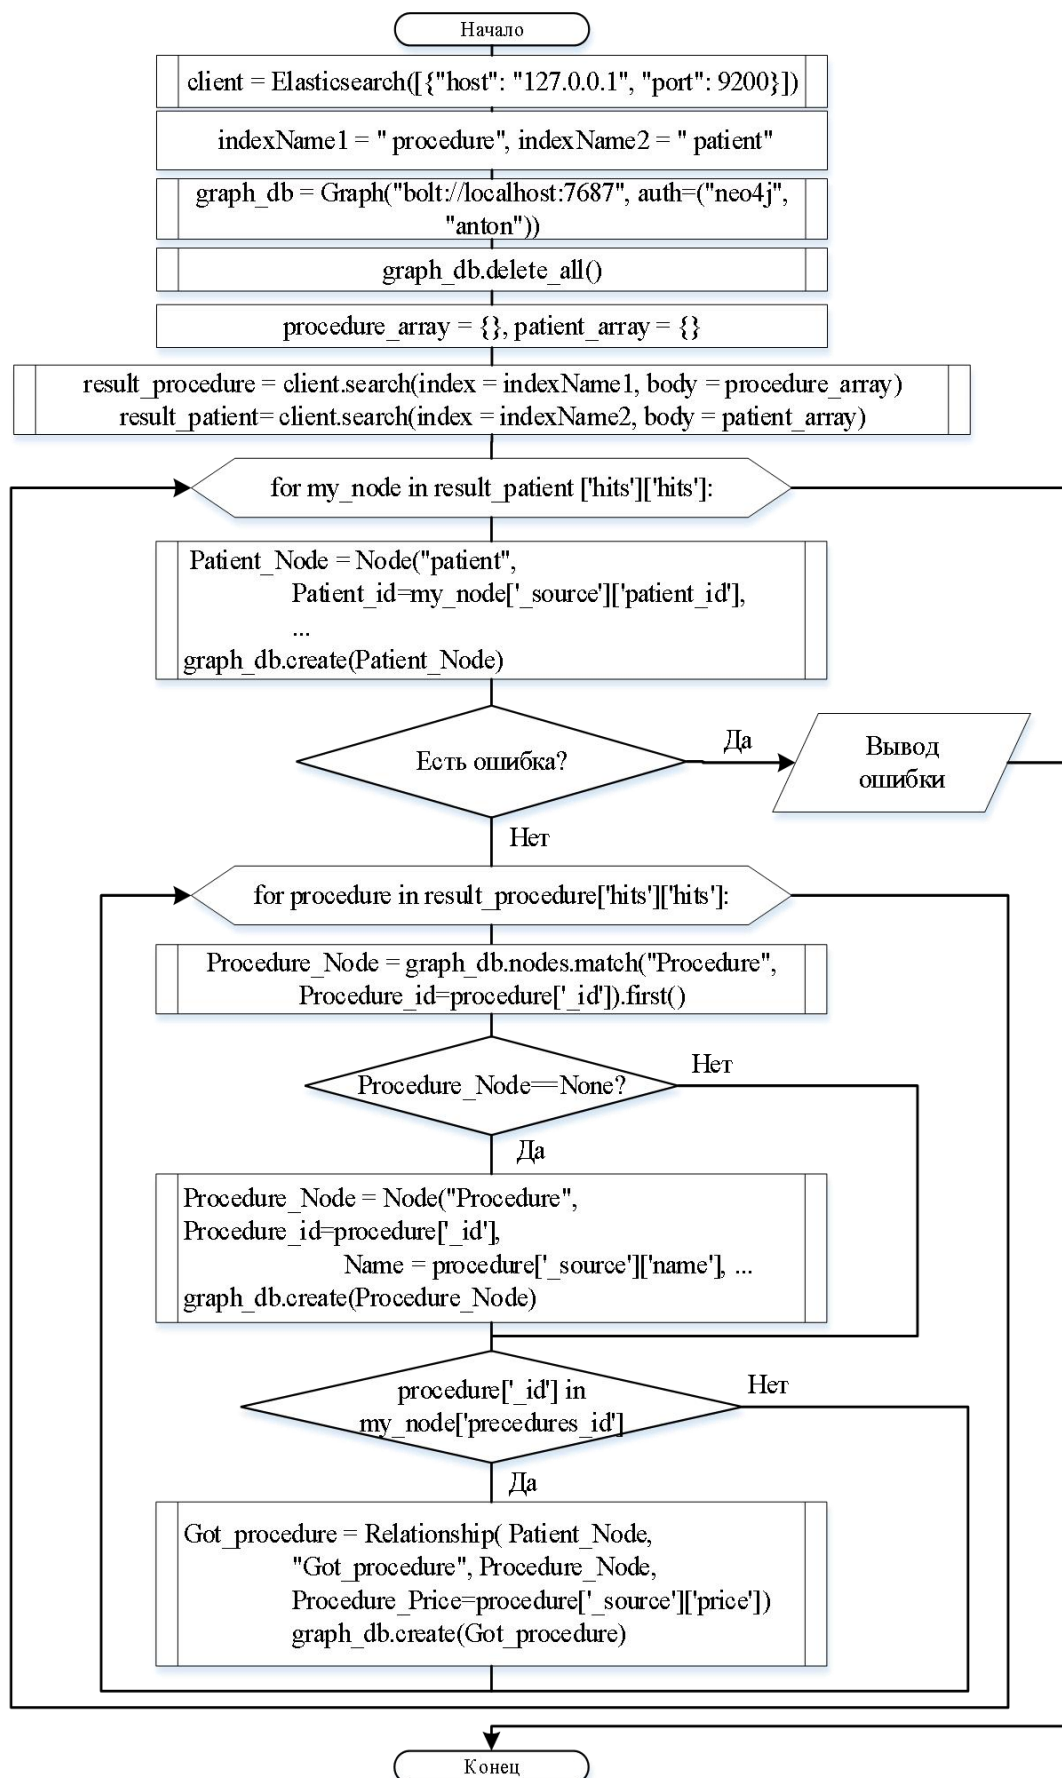 Начало
client = Elasticsearch([{"host": "127.0.0.1", "port": 9200}])
indexName1 = " procedure", indexName2 = " patient"
graph_db = Graph("bolt://localhost:7687", auth=("neo4j",
"anton"))
graph_db.delete_all()
procedure_array = {}, patient_array = {}
result_procedure = client.search(index = indexName1, body = procedure_array)
result_patient= client.search(index = indexName2, body = patient_array)
for my_node in result_patient ['hits']['hits']:
Patient_Node = Node("patient",
Patient_id=my_node['_source']['patient_id'],
...
graph_db.create(Patient_Node)
Есть ошибка?
Да
Вывод
ошибки
Нет
for procedure in result_procedure['hits']['hits']:
Procedure_Node = graph_db.nodes.match("Procedure",
Procedure_id=procedure['_id']).first()
Procedure_Node==None?
Нет
Да
Procedure_Node = Node("Procedure",
Procedure_id=procedure['_id'],
Name = procedure['_source']['name'], ...
graph_db.create(Procedure_Node)
procedure['_id'] in
my_node['precedures_id']
Нет
Да
Got_procedure = Relationship( Patient_Node,
"Got_procedure", Procedure_Node,
Procedure_Price=procedure['_source']['price'])
graph_db.create(Got_procedure)
Конец